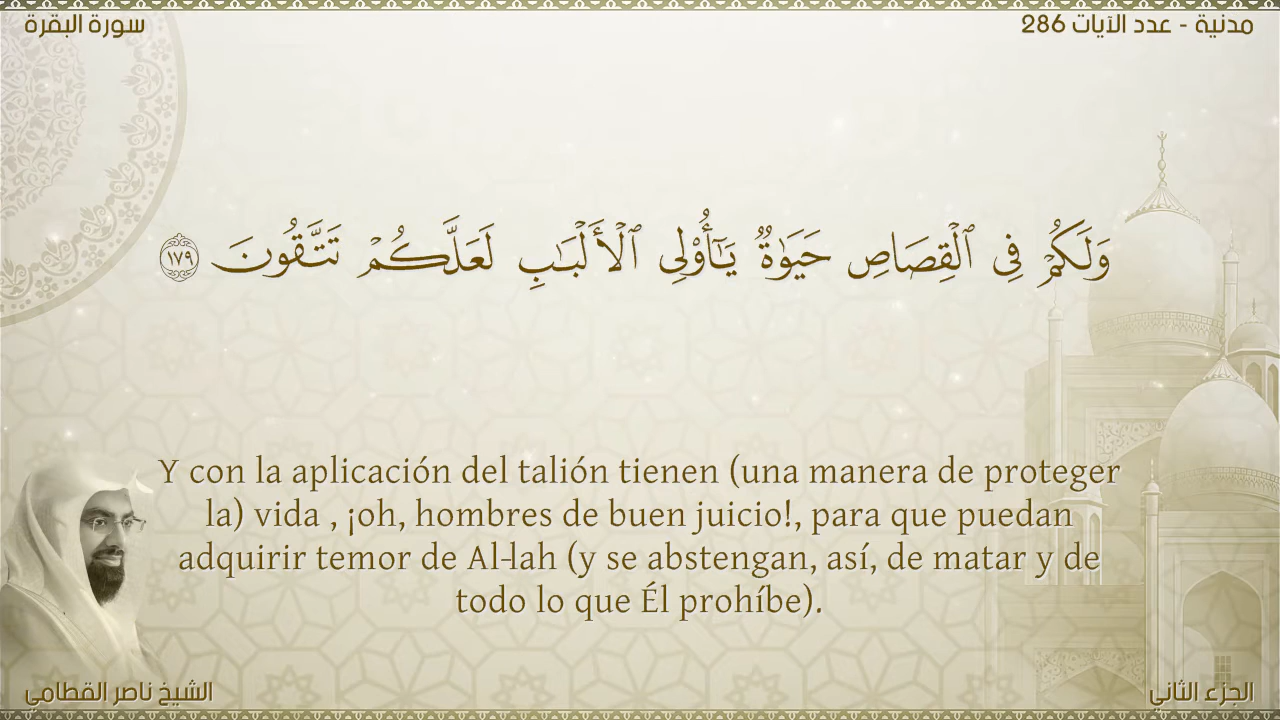 سورة البقرة
مدنية - عدد الآيات 286
وَلَكُمْ فِى ٱلْقِصَاصِ حَيَوٰةٌ يَـٰٓأُو۟لِى ٱلْأَلْبَـٰبِ لَعَلَّكُمْ تَتَّقُونَ ١٧٩
Y con la aplicación del talión tienen (una manera de proteger
la) vida , ¡oh, hombres de buen juicio!, para que puedan
adquirir temor de Al-lah (y se abstengan, así, de matar y de
todo lo que Él prohíbe).
الشيخ ناصر القطامي
الجزء الثاني